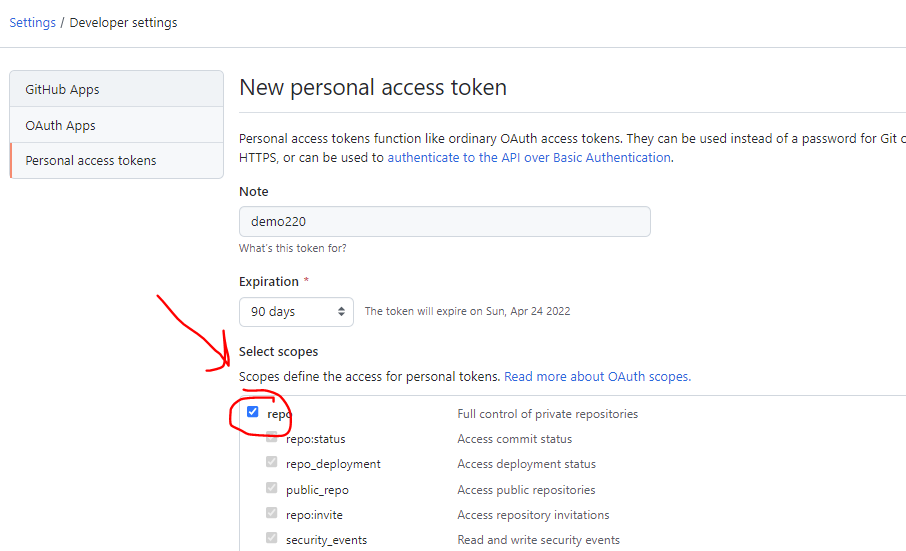 Settings / Developer settings
GitHub Apps
OAuth Apps
Personal access tokens
New personal access token
Personal access tokens function like ordinary OAuth access tokens. They can be used instead of a password for Git
HTTPS, or can be used to authenticate to the API over Basic Authentication.
Note
demo220
What's this token for?
Expiration *
90 days The token will expire on Sun, Apr 24 2022
Select scopes
Scopes define the access for personal tokens. Read more about OAuth scopes.
repo Full control of private repositories
repo:status Access commit status
repo_deployment Access deployment status
public_repo Access public repositories
repo:invite Access repository invitations
security_events Read and write security events